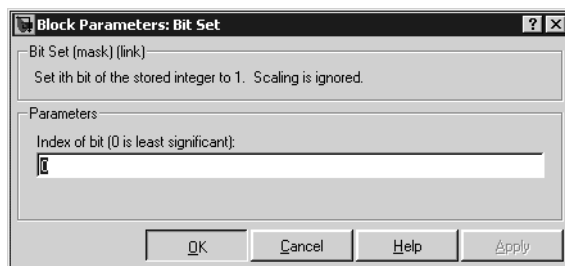 Block Parameters: Bit Set
Bit Set (mask) (link)
Set ith bit of the stored integer to 1. Scaling is ignored.
Parameters
Index of bit (0 is least significant):
0
OK Cancel Help Apply